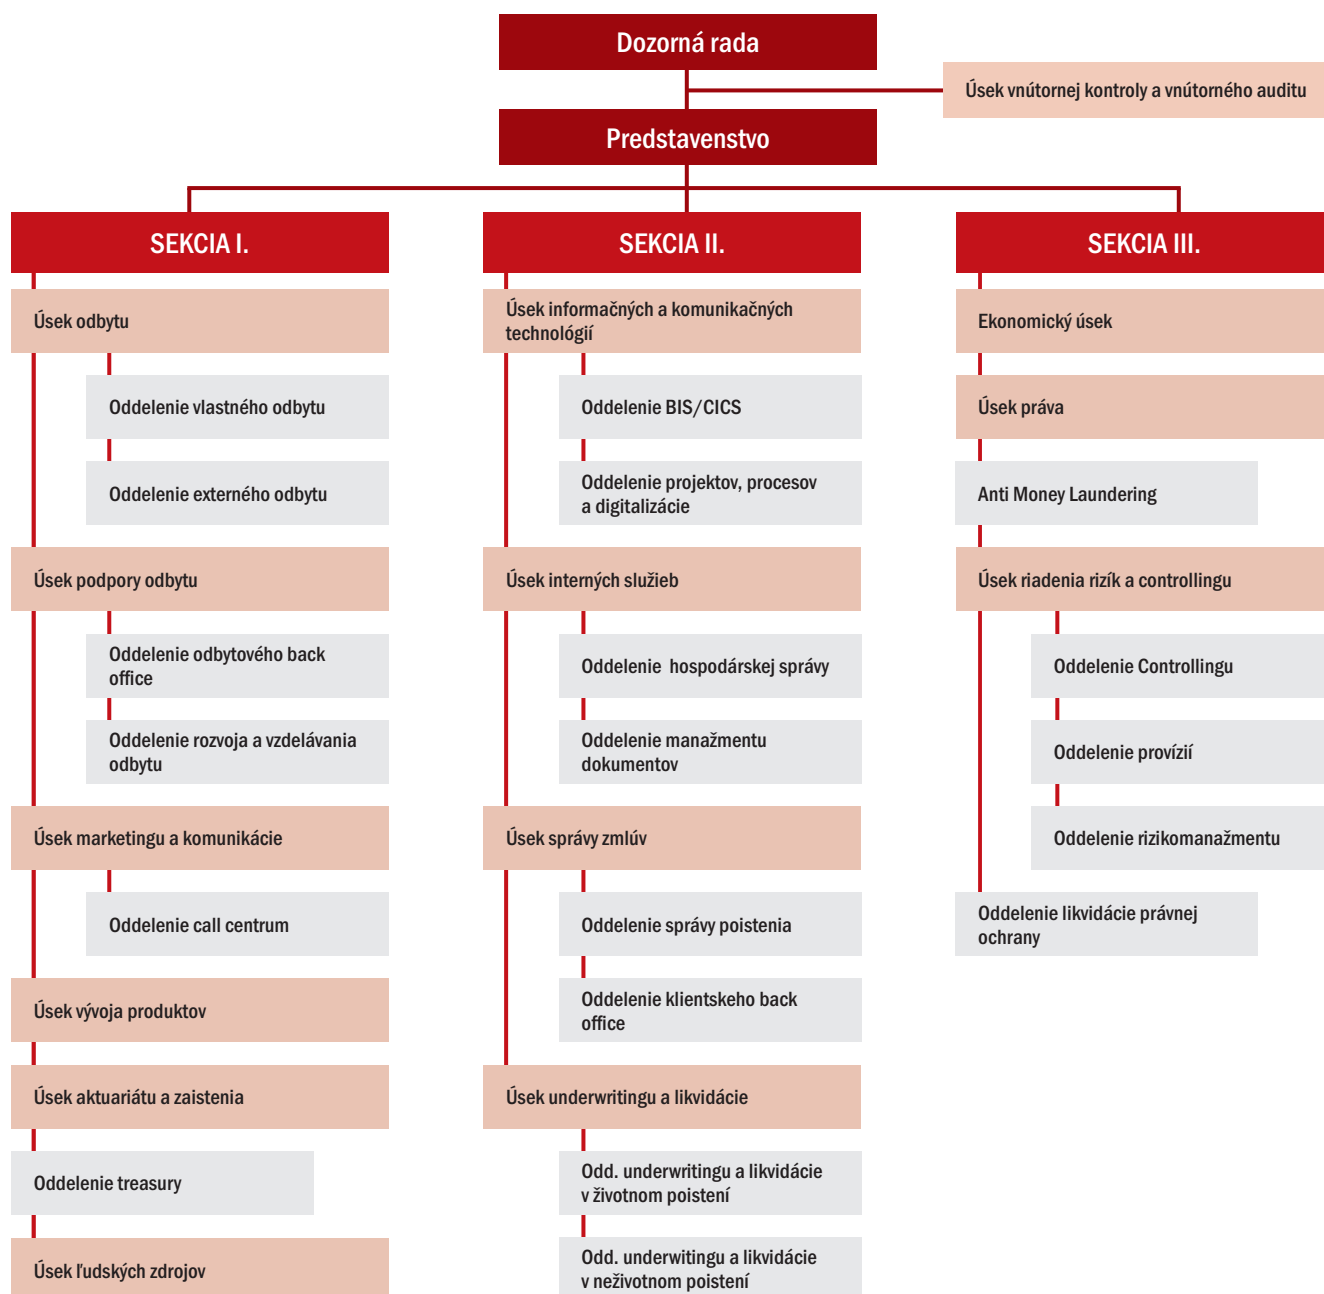 Dozorná rada
Úsek vnútornej kontroly a vnútorného auditu
Predstavenstvo
SEKCIA I.
Úsek odbytu
Oddelenie vlastného odbytu
Oddelenie externého odbytu
Úsek podpory odbytu
Oddelenie odbytového back
office
Oddelenie rozvoja a vzdelávania
odbytu
Úsek marketingu a komunikácie
Oddelenie call centrum
Úsek vývoja produktov
Úsek aktuariátu a zaistenia
Oddelenie treasury
Úsek ľudských zdrojov
SEKCIA II.
Úsek informačných a komunikačných
technológií
Oddelenie BIS/CICS
Oddelenie projektov, procesov
a digitalizácie
Úsek interných služieb
Oddelenie hospodárskej správy
Oddelenie manažmentu
dokumentov
Úsek správy zmlúv
Oddelenie správy poistenia
Oddelenie klientskeho back
office
Úsek underwritingu a likvidácie
Odd. underwritingu a likvidácie
v životnom poistení
Odd. underwitingu a likvidácie
v neživotnom poistení
SEKCIA III.
Ekonomický úsek
Úsek práva
Anti Money Laundering
Úsek riadenia rizík a controllingu
Oddelenie Controllingu
Oddelenie provízií
Oddelenie rizikomanažmentu
Oddelenie likvidácie právnej
ochrany